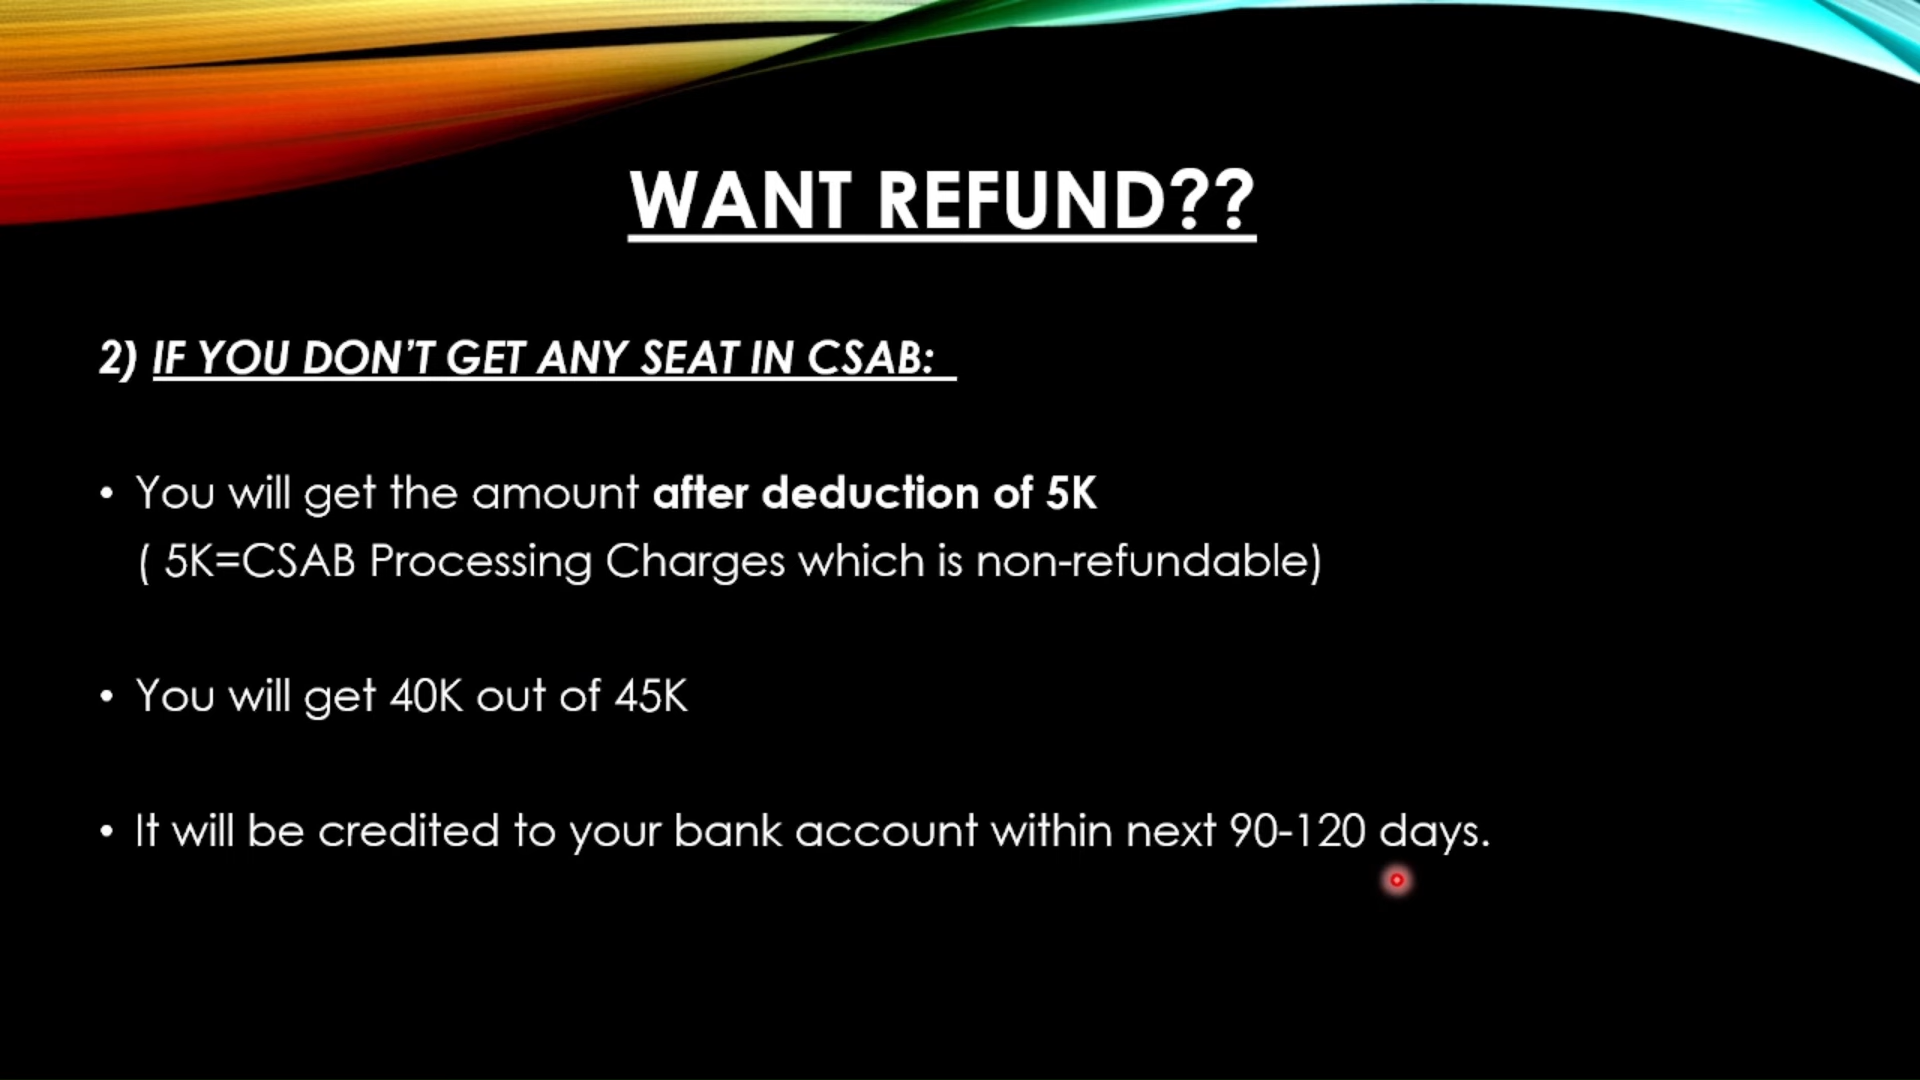 WANT REFUND??
2) IF YOU DON'T GET ANY SEAT IN CSAB:
• You will get the amount after deduction of 5K
( 5K=CSAB Processing Charges which is non-refundable)
• You will get 40K out of 45K
• It will be credited to your bank account within next 90-120 days.